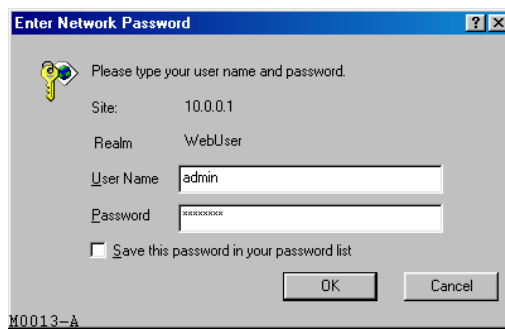 Enter Network Password
Please type your user name and password.
Site: 10.0.0.1
Realm WebUser
User Name admin
Password ********
Save this password in your password list
OK Cancel
M0013-A